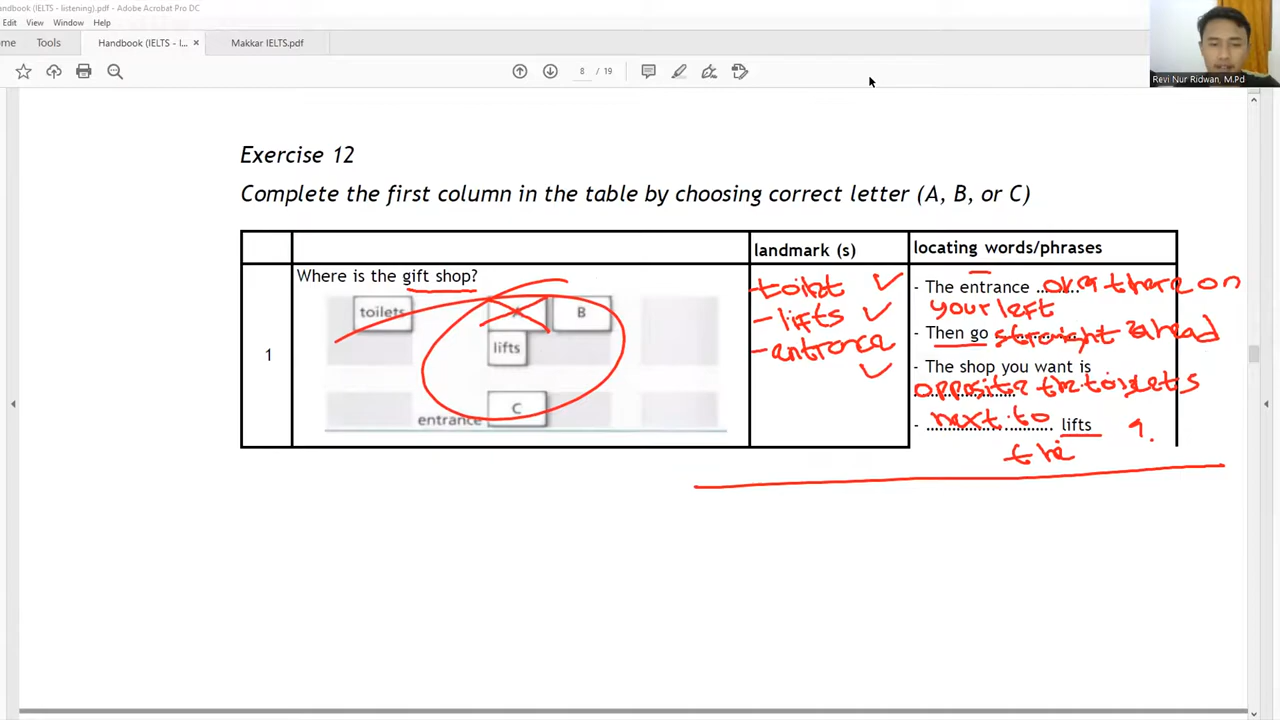 andbook (IELTS - listening).pdf - Adobe Acrobat Pro DC
Edit View Window Help
ome Tools Handbook (IELTS - l... × Makkar IELTS.pdf
8 / 19
Revi Nur Ridwan, M.Pd
Exercise 12
Complete the first column in the table by choosing correct letter (A, B, or C)
landmark (s) locating words/phrases
1
Where is the gift shop?
toilets B
lifts
C
entrance
-toilet ✓
- lifts ✓
- entrance
✓
- The entrance ........ over there on
your left
- Then go straight ahead
- The shop you want is
opposite the toilets
- next to lifts
the